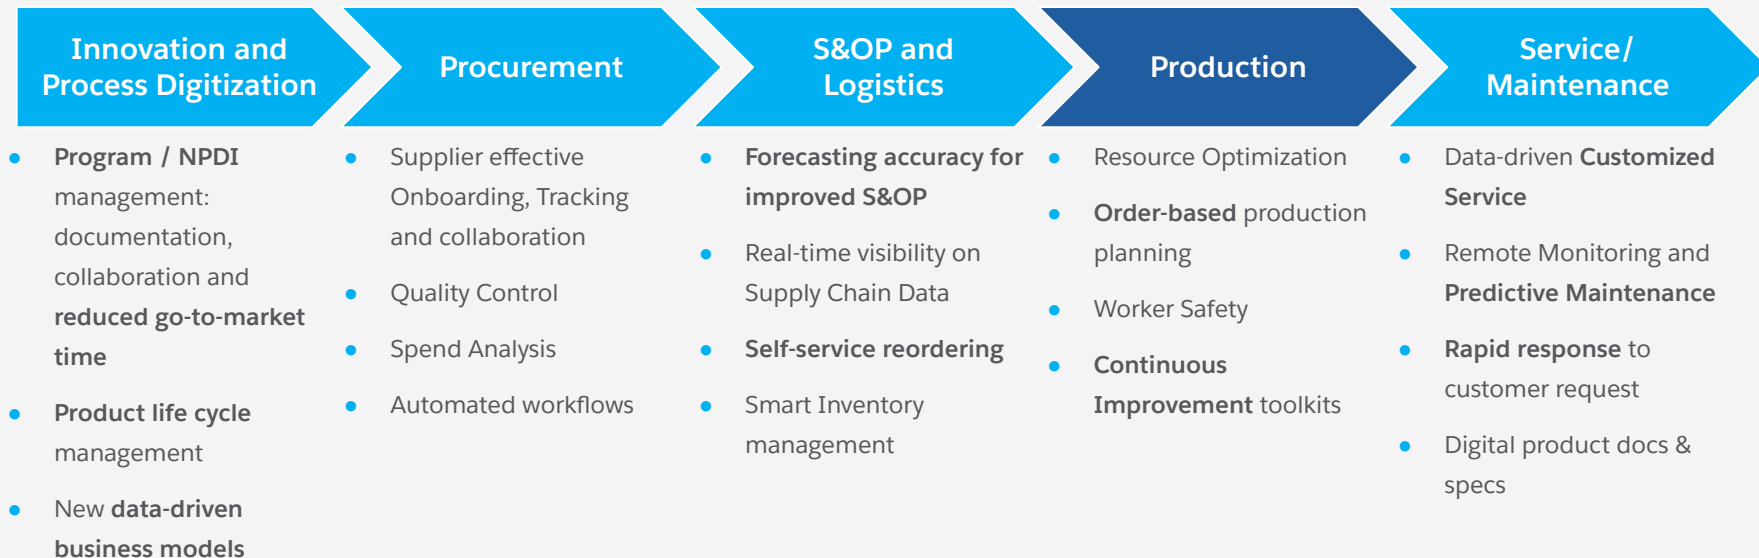 Innovation and
Process Digitization
Procurement
S&OP and
Logistics
Production
Service/
Maintenance
● Program / NPDI
management:
documentation,
collaboration and
reduced go-to-market
time
● Product life cycle
management
● New data-driven
business models
● Supplier effective
Onboarding, Tracking
and collaboration
● Quality Control
● Spend Analysis
● Automated workflows
● Forecasting accuracy for
improved S&OP
● Real-time visibility on
Supply Chain Data
● Self-service reordering
● Smart Inventory
management
● Resource Optimization
● Order-based production
planning
● Worker Safety
● Continuous
Improvement toolkits
● Data-driven Customized
Service
● Remote Monitoring and
Predictive Maintenance
● Rapid response to
customer request
● Digital product docs &
specs